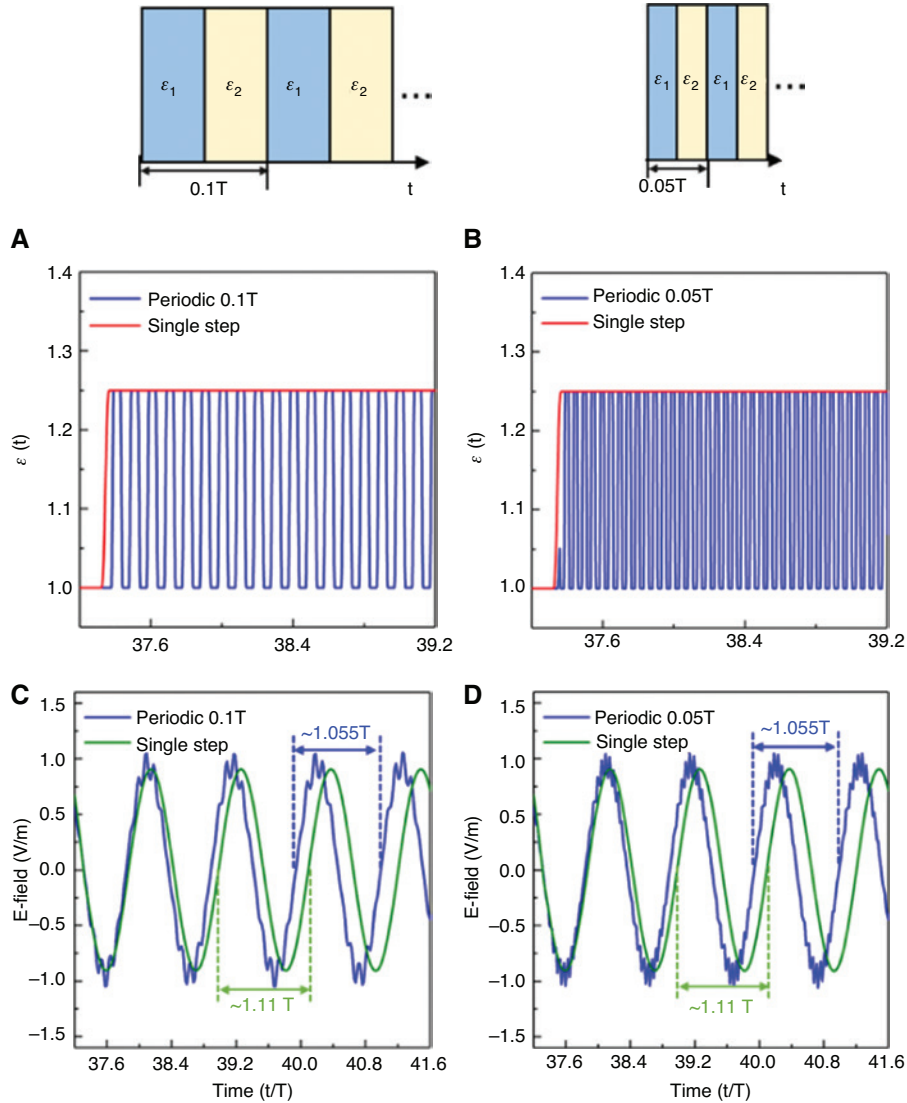 ε1 ε2 ε1 ε2
0.1T t
ε1 ε2 ε1 ε2
0.05T t
A
1.4
1.3
1.2
1.1
1.0
ε (t)
Periodic 0.1T
Single step
37.6 38.4 39.2
B
Periodic 0.05T
Single step
37.6 38.4 39.2
C
1.5
1.0
0.5
0.0
−0.5
−1.0
−1.5
E-field (V/m)
Periodic 0.1T
Single step
~1.055T
~1.11 T
37.6 38.4 39.2 40.0 40.8 41.6
Time (t/T)
D
1.5
1.0
0.5
0.0
−0.5
−1.0
−1.5
E-field (V/m)
Periodic 0.05T
Single step
~1.055T
~1.11 T
37.6 38.4 39.2 40.0 40.8 41.6
Time (t/T)
1.4
1.3
1.2
1.1
1.0
ε (t)